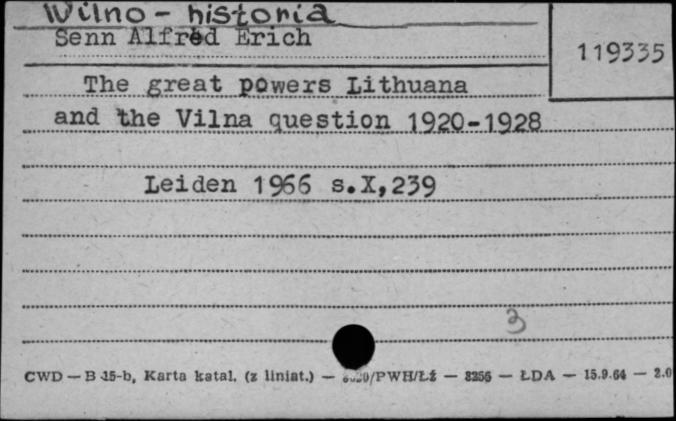 Wilno - historia
Senn Alfred Erich
119335
The great powers Lithuana
and the Vilna question 1920-1928
Leiden 1966 s.X,239
3
CWD — B 15-b, Karta katal. (z liniat.) — /PWH/Łż — 3256 — ŁDA — 15.9.64 — 2.0